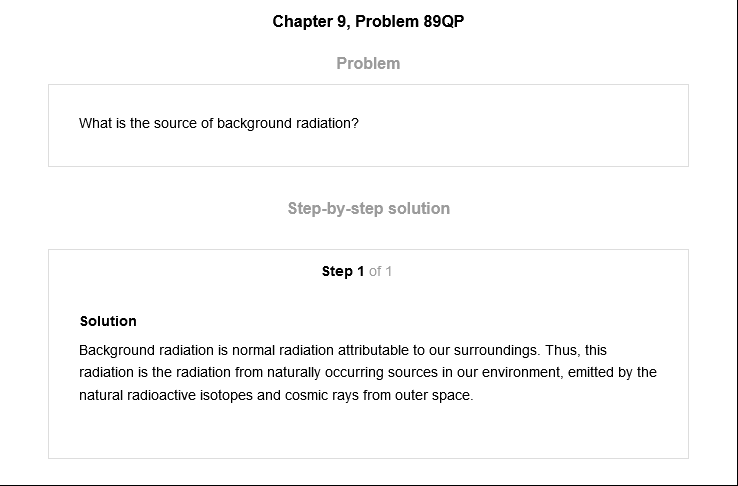 Chapter 9, Problem 89QP
Problem
What is the source of background radiation?
Step-by-step solution
Step 1 of 1
Solution
Background radiation is normal radiation attributable to our surroundings. Thus, this
radiation is the radiation from naturally occurring sources in our environment, emitted by the
natural radioactive isotopes and cosmic rays from outer space.